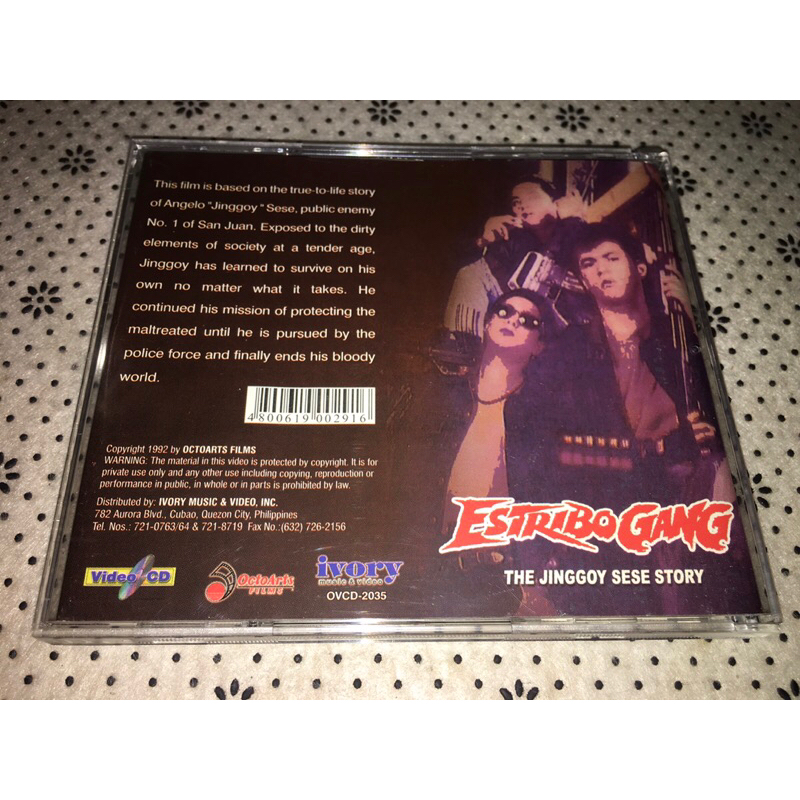 This film is based on the true-to-life story
of Angelo "Jinggoy " Sese, public enemy
No. 1 of San Juan. Exposed to the dirty
elements of society at a tender age,
Jinggoy has learned to survive on his
own no matter what it takes. He
continued his mission of protecting the
maltreated until he is pursued by the
police force and finally ends his bloody
world.
4 800619 002916
Copyright 1992 by OCTOARTS FILMS
WARNING: The material in this video is protected by copyright. It is for
private use only and any other use including copying, reproduction or
performance in public, in whole or in parts is prohibited by law.
Distributed by: IVORY MUSIC & VIDEO, INC.
782 Aurora Blvd., Cubao, Quezon City, Philippines
Tel. Nos.: 721-0763/64 & 721-8719 Fax No.:(632) 726-2156
Video CD
OctoArts
FILMS
ivory
music & video
OVCD-2035
ESTRIBO GANG
THE JINGGOY SESE STORY